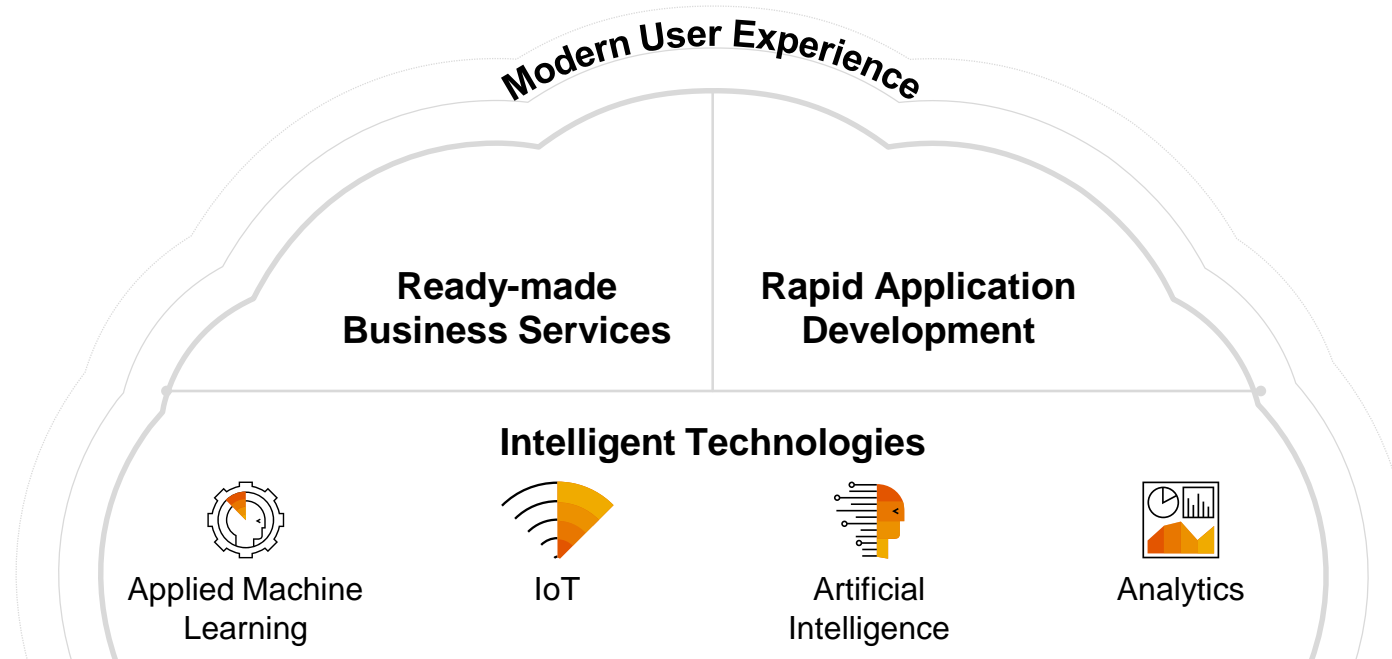 Modern User Experience
Ready-made
Business Services
Rapid Application
Development
Intelligent Technologies
Applied Machine
Learning
IoT
Artificial
Intelligence
Analytics